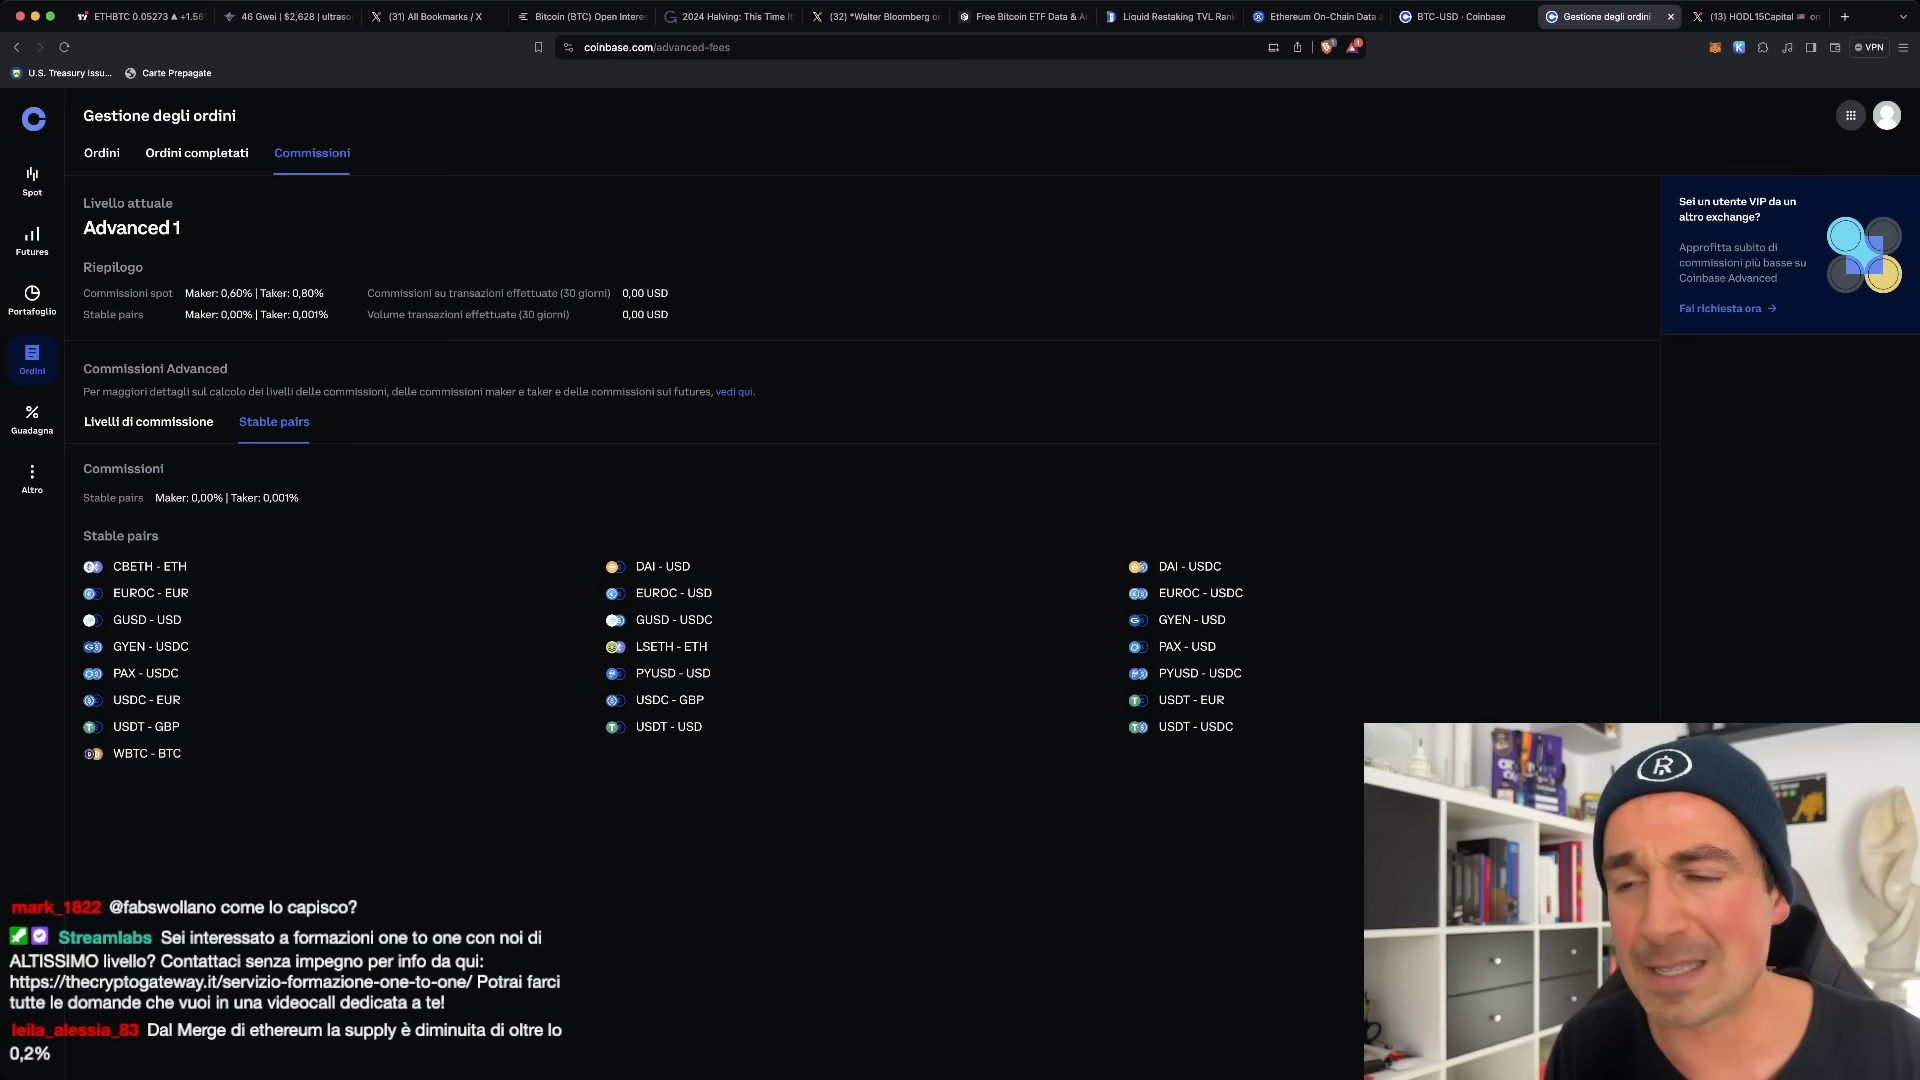 ETHBTC 0.05273 ▲ +1.56
46 Gwei | $2,628 | ultrasou
(31) All Bookmarks / X
Bitcoin (BTC) Open Intere
2024 Halving: This Time I
(32) *Walter Bloomberg on
Free Bitcoin ETF Data & An
Liquid Restaking TVL Rank
Ethereum On-Chain Data a
BTC-USD · Coinbase
Gestione degli ordini
(13) HODL15Capital on
coinbase.com/advanced-fees
VPN
U.S. Treasury Issu...
Carte Prepagate
Gestione degli ordini
Ordini
Ordini completati
Commissioni
Spot
Futures
Portafoglio
Ordini
Guadagna
Altro
Livello attuale
Advanced 1
Riepilogo
Commissioni spot Maker: 0,60% | Taker: 0,80% Commissioni su transazioni effettuate (30 giorni) 0,00 USD
Stable pairs Maker: 0,00% | Taker: 0,001% Volume transazioni effettuate (30 giorni) 0,00 USD
Sei un utente VIP da un
altro exchange?
Approfitta subito di
commissioni più basse su
Coinbase Advanced
Fai richiesta ora →
Commissioni Advanced
Per maggiori dettagli sul calcolo dei livelli delle commissioni, delle commissioni maker e taker e delle commissioni sui futures, vedi qui.
Livelli di commissione
Stable pairs
Commissioni
Stable pairs Maker: 0,00% | Taker: 0,001%
Stable pairs
CBETH - ETH DAI - USD DAI - USDC
EUROC - EUR EUROC - USD EUROC - USDC
GUSD - USD GUSD - USDC GYEN - USD
GYEN - USDC LSETH - ETH PAX - USD
PAX - USDC PYUSD - USD PYUSD - USDC
USDC - EUR USDC - GBP USDT - EUR
USDT - GBP USDT - USD USDT - USDC
WBTC - BTC
mark_1822 @fabswollano come lo capisco?
Streamlabs Sei interessato a formazioni one to one con noi di
ALTISSIMO livello? Contattaci senza impegno per info da qui:
https://thecryptogateway.it/servizio-formazione-one-to-one/ Potrai farci
tutte le domande che vuoi in una videocall dedicata a te!
leila_alessia_83 Dal Merge di ethereum la supply è diminuita di oltre lo
0,2%